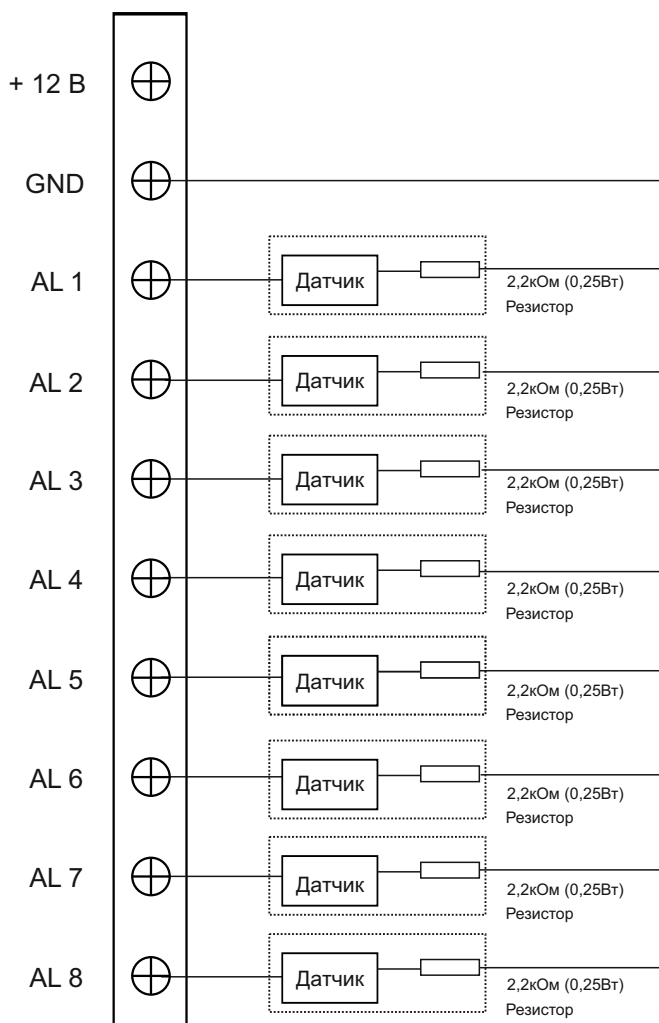 + 12 В
GND
AL 1
Датчик
2,2кОм (0,25Вт)
Резистор
AL 2
Датчик
2,2кОм (0,25Вт)
Резистор
AL 3
Датчик
2,2кОм (0,25Вт)
Резистор
AL 4
Датчик
2,2кОм (0,25Вт)
Резистор
AL 5
Датчик
2,2кОм (0,25Вт)
Резистор
AL 6
Датчик
2,2кОм (0,25Вт)
Резистор
AL 7
Датчик
2,2кОм (0,25Вт)
Резистор
AL 8
Датчик
2,2кОм (0,25Вт)
Резистор